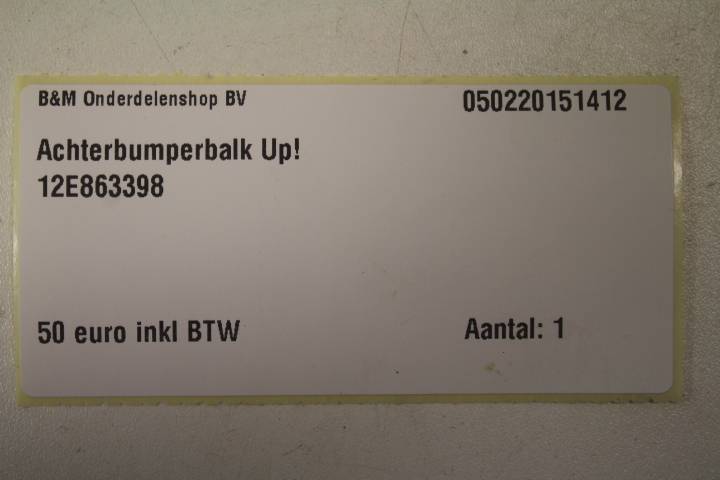 B&M Onderdelenshop BV 050220151412
Achterbumperbalk Up!
12E863398
50 euro inkl BTW Aantal: 1